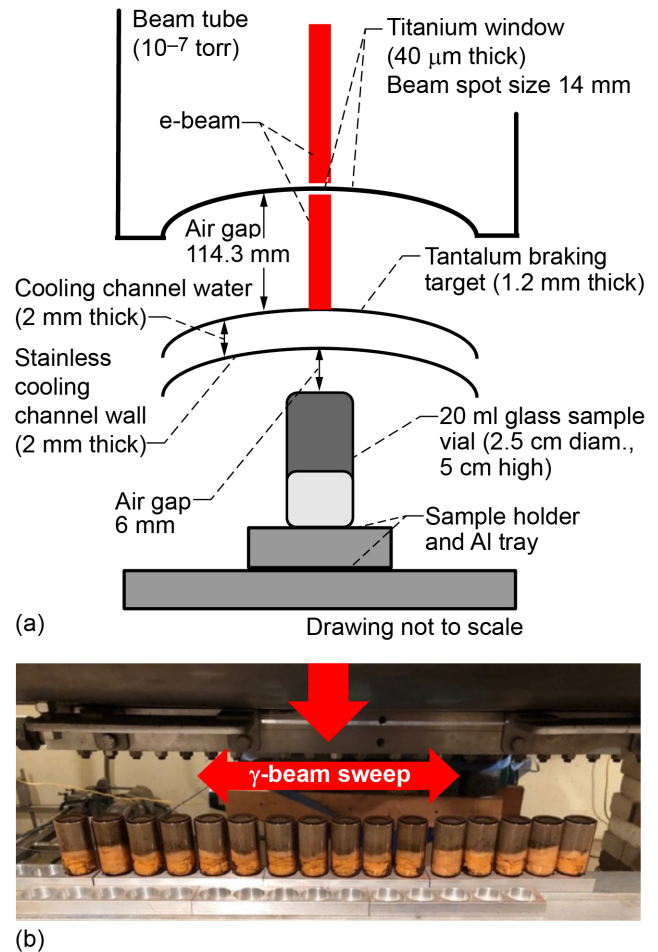 Beam tube
(10–7 torr)
Titanium window
(40 μm thick)
Beam spot size 14 mm
e-beam
Air gap
114.3 mm
Tantalum braking
target (1.2 mm thick)
Cooling channel water
(2 mm thick)
Stainless
cooling
channel wall
(2 mm thick)
20 ml glass sample
vial (2.5 cm diam.,
5 cm high)
Air gap
6 mm
Sample holder
and Al tray
(a)
Drawing not to scale
γ-beam sweep
(b)